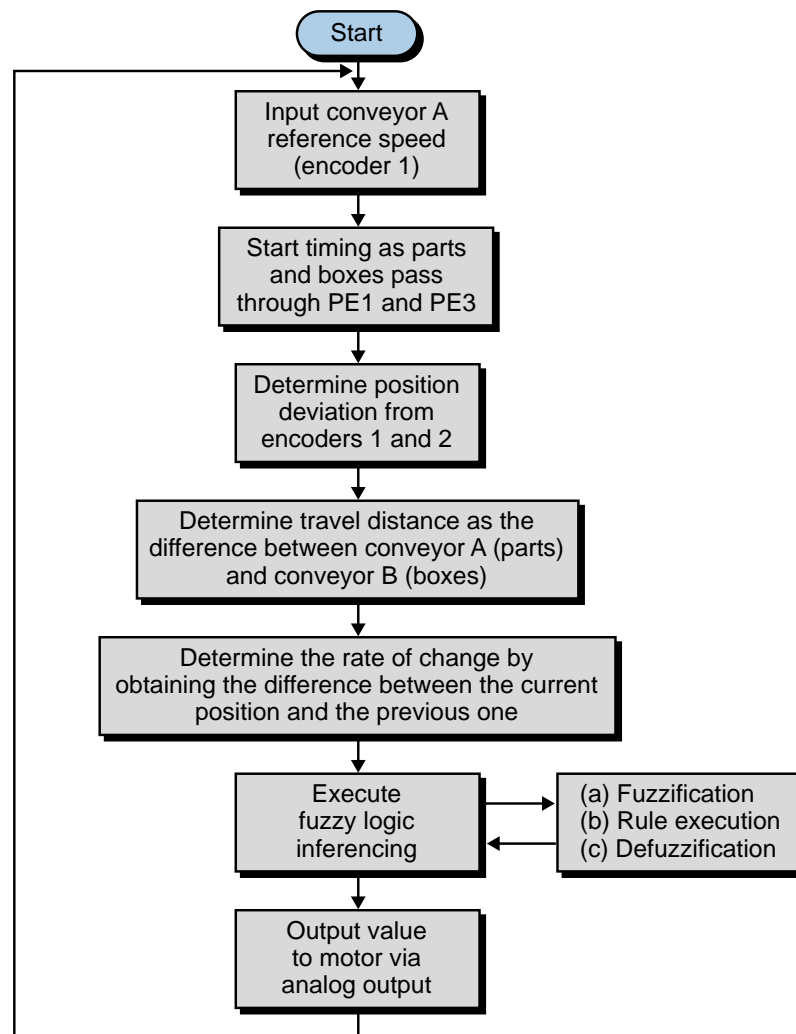 Start
Input conveyor A
reference speed
(encoder 1)
Start timing as parts
and boxes pass
through PE1 and PE3
Determine position
deviation from
encoders 1 and 2
Determine travel distance as the
difference between conveyor A (parts)
and conveyor B (boxes)
Determine the rate of change by
obtaining the difference between the current
position and the previous one
Execute
fuzzy logic
inferencing
(a) Fuzzification
(b) Rule execution
(c) Defuzzification
Output value
to motor via
analog output